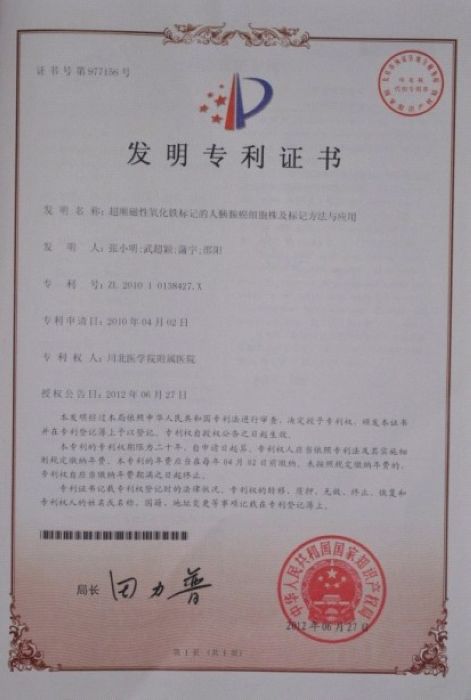 证书号第977156号
发明专利证书
发明名称:超顺磁性氧化铁标记的人胰腺癌细胞株及标记方法与应用
发明人:张小明;武超颖;蒲宇;邵阳
专利号:ZL 2010 1 0138427.X
专利申请日:2010年04月02日
专利权人:川北医学院附属医院
授权公告日:2012年06月27日
本发明经过本局依照中华人民共和国专利法进行审查,决定授予专利权,颁发本证书
并在专利登记簿上予以登记。专利权自授权公告之日起生效。
本专利的专利权期限为二十年,自申请日起算。专利权人应当依照专利法及其实施细
则规定缴纳年费。本专利的年费应当在每年04月02日前缴纳。未按照规定缴纳年费的,
专利权自应当缴纳年费期满之日起终止。
专利证书记载专利权登记时的法律状况。专利权的转移、质押、无效、终止、恢复和
专利权人的姓名或名称、国籍、地址变更等事项记载在专利登记簿上。
局长 田力普
中华人民共和国国家知识产权局
2012年06月27日
第1页(共1页)